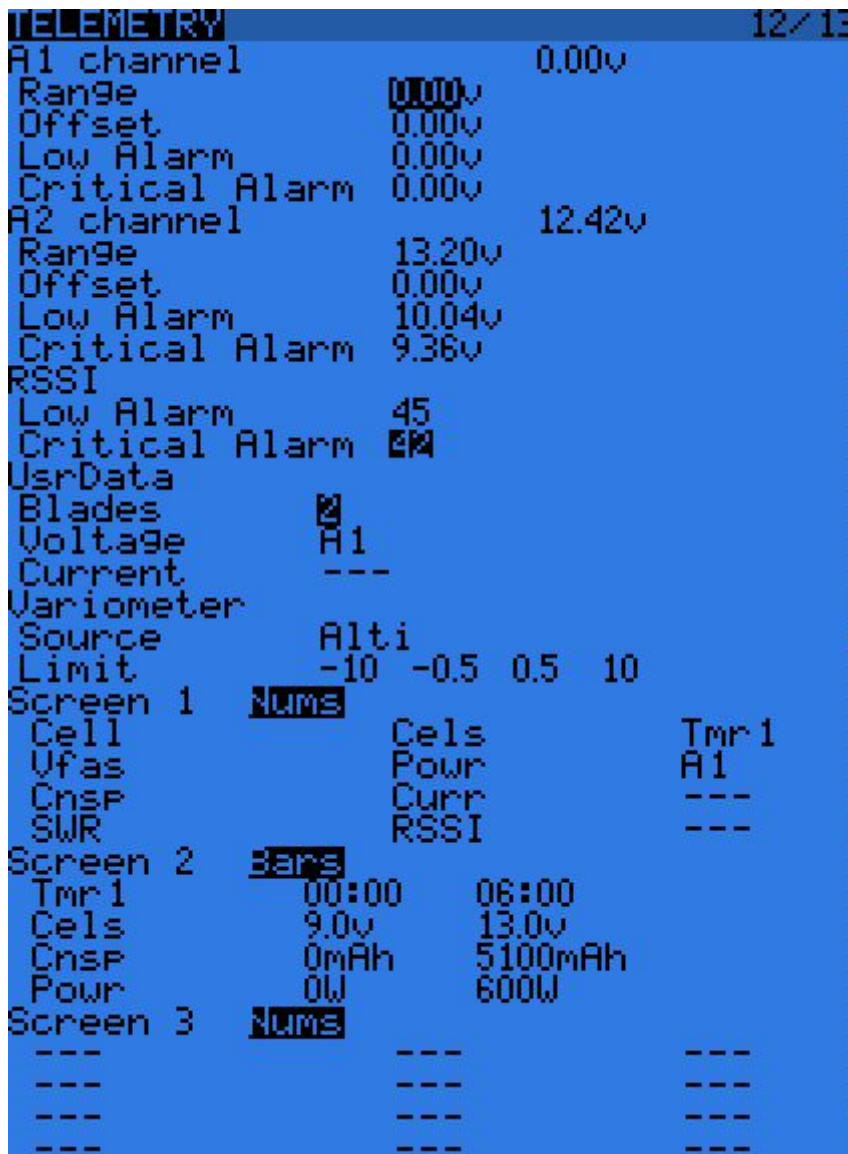 TELEMETRY 12/13
A1 channel 0.00v
Range 0.00v
Offset 0.00v
Low Alarm 0.00v
Critical Alarm 0.00v
A2 channel 12.42v
Range 13.20v
Offset 0.00v
Low Alarm 10.04v
Critical Alarm 9.36v
RSSI
Low Alarm 45
Critical Alarm 42
UsrData
Blades 2
Voltage A1
Current ---
Variometer
Source Alti
Limit -10 -0.5 0.5 10
Screen 1 Nums
Cell Cels Tmr1
Vfas Powr A1
Cnsp Curr ---
SWR RSSI ---
Screen 2 Bars
Tmr1 00:00 06:00
Cels 9.0v 13.0v
Cnsp 0mAh 5100mAh
Powr 0W 600W
Screen 3 Nums
--- --- ---
--- --- ---
--- --- ---
--- --- ---